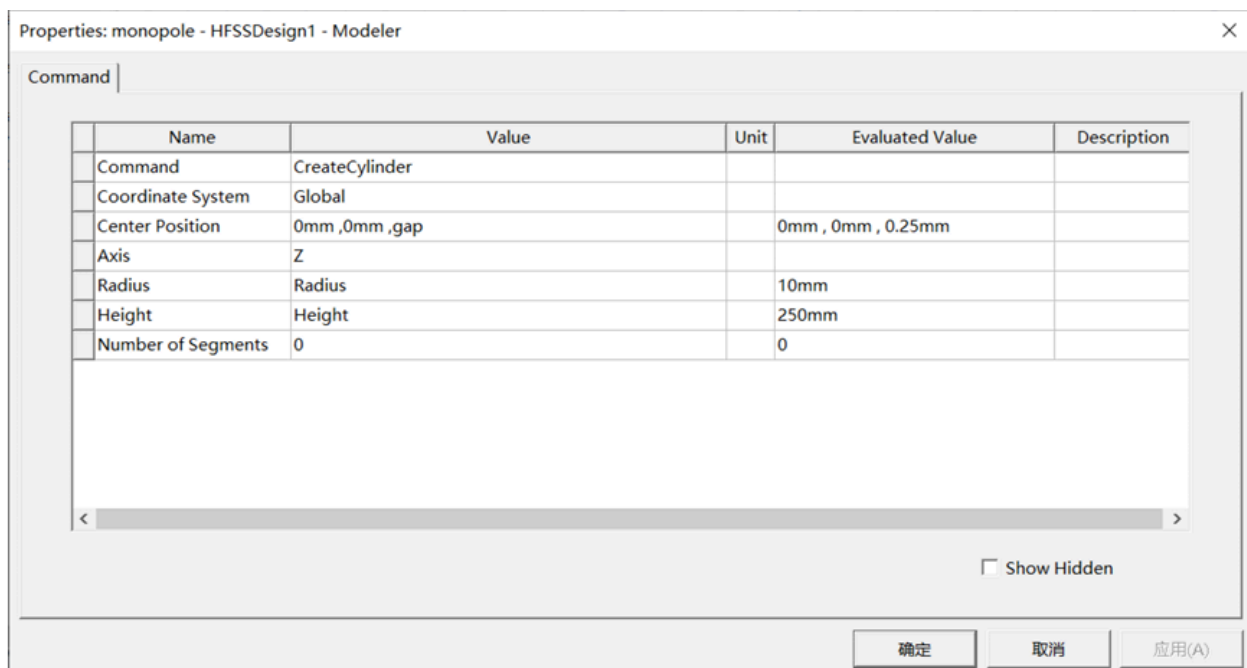 Properties: monopole - HFSSDesign1 - Modeler
Command
Name Value Unit Evaluated Value Description
Command CreateCylinder
Coordinate System Global
Center Position 0mm ,0mm ,gap 0mm , 0mm , 0.25mm
Axis Z
Radius Radius 10mm
Height Height 250mm
Number of Segments 0 0
Show Hidden
确定 取消 应用(A)